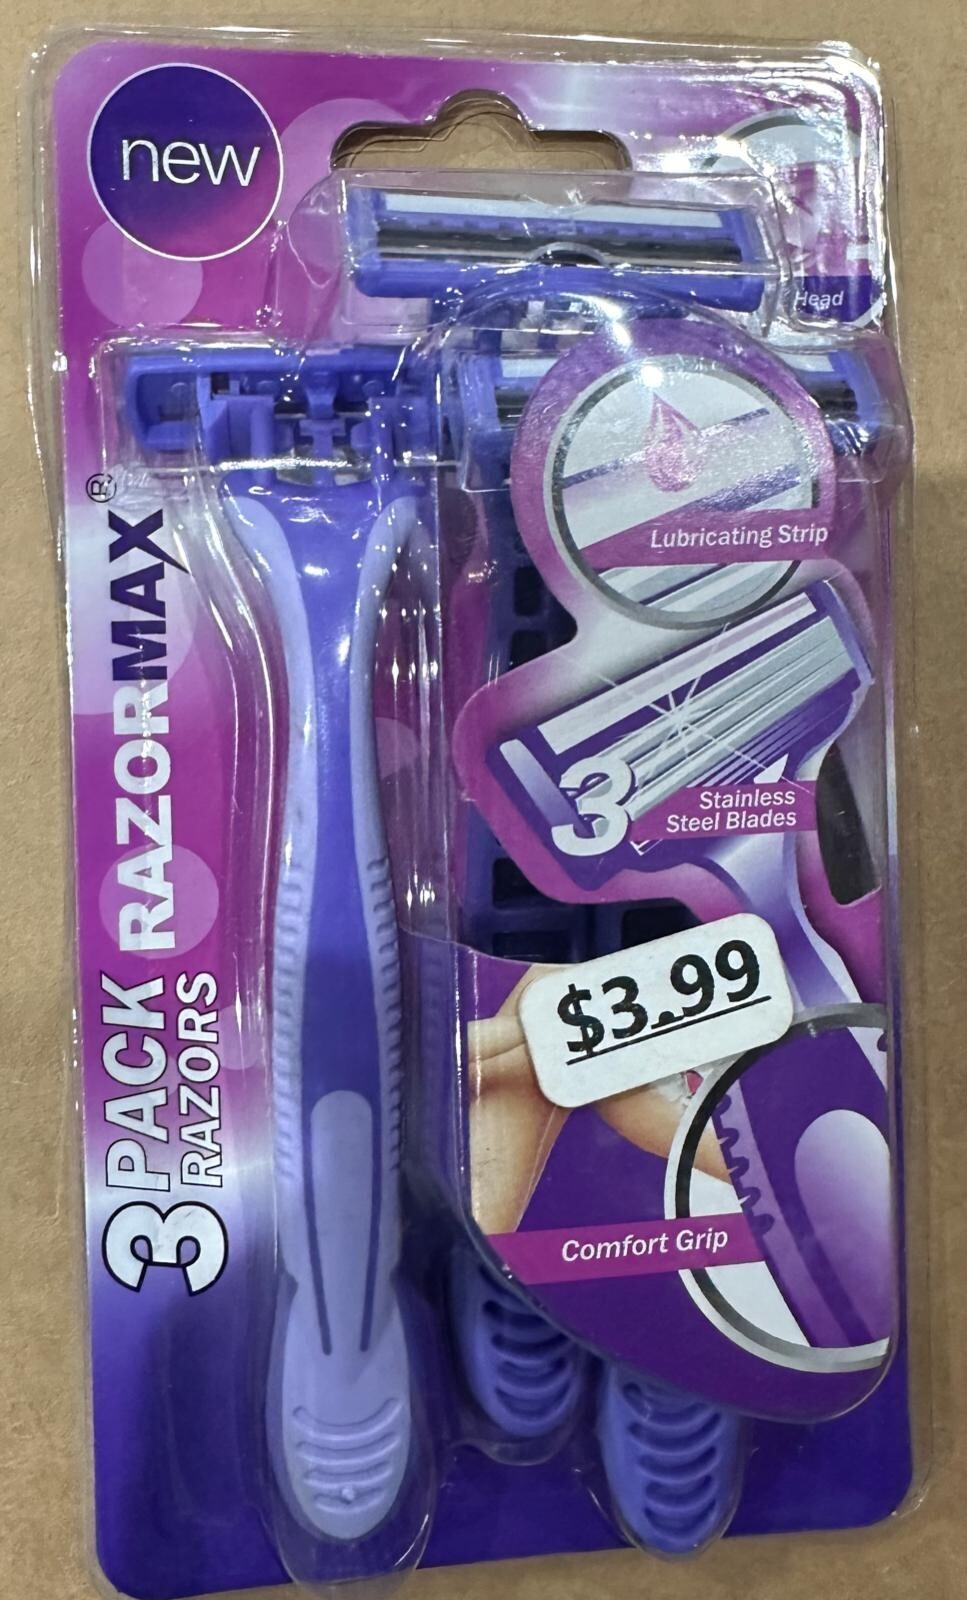 new
Head
RAZORMAX®
3 PACK
RAZORS
Lubricating Strip
3
Stainless
Steel Blades
$3.99
Comfort Grip